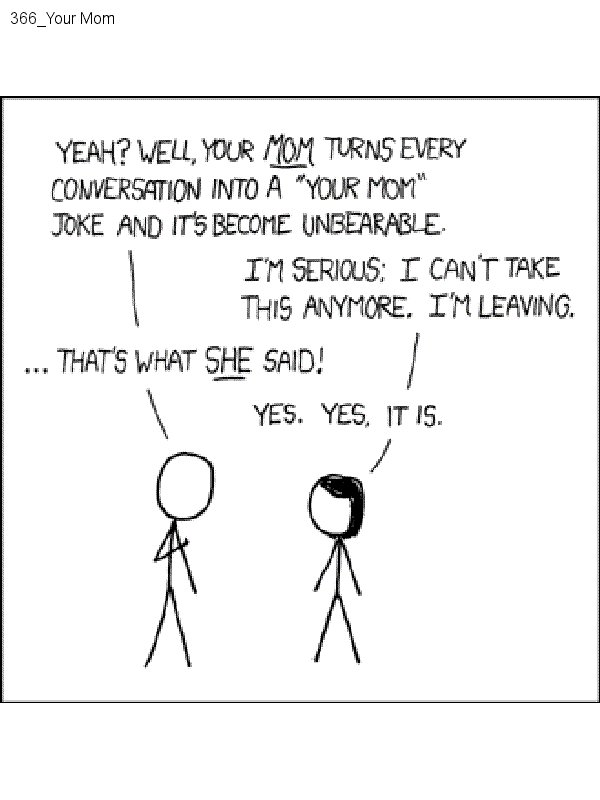 366_Your Mom
YEAH? WELL, YOUR MOM TURNS EVERY
CONVERSATION INTO A "YOUR MOM"
JOKE AND IT'S BECOME UNBEARABLE.
I'M SERIOUS; I CAN'T TAKE
THIS ANYMORE. I'M LEAVING.
... THAT'S WHAT SHE SAID!
YES. YES, IT IS.